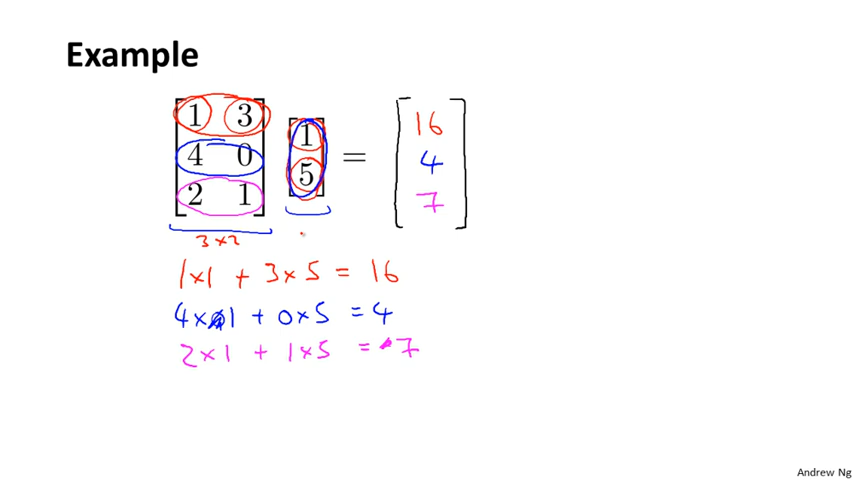 Example
1 3
4 0
2 1
1
5
=
16
4
7
3 x 2
1 x 1 + 3 x 5 = 16
4 x 1 + 0 x 5 = 4
2 x 1 + 1 x 5 = 7
Andrew Ng